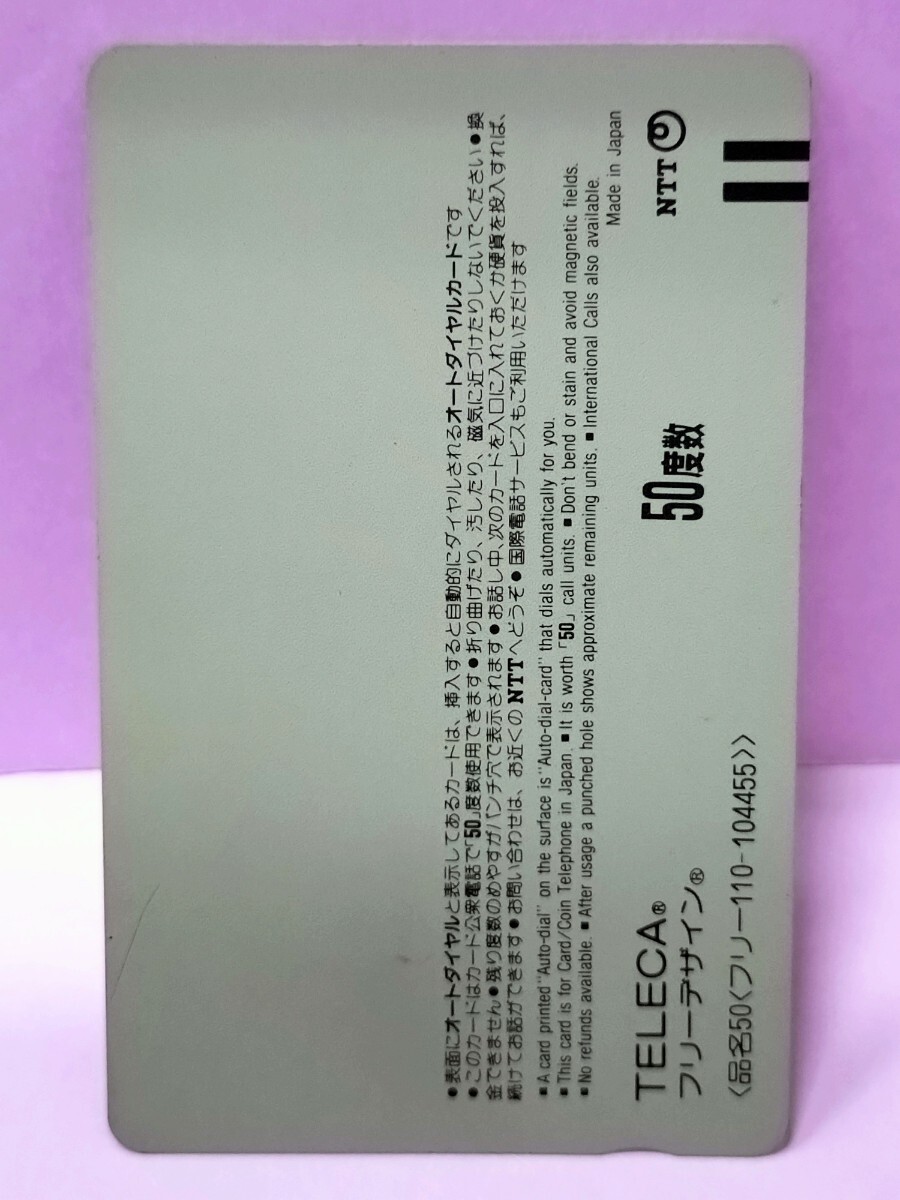 ●表面にオートダイヤルと表示してあるカードは、挿入すると自動的にダイヤルされるオートダイヤルカードです
●このカードはカード公衆電話で「50」度数使用できます●折り曲げたり、汚したり、磁気に近づけたりしないでください●換
金できません●残り度数のめやすがパンチ穴で表示されます●お話し中、次のカードを入口に入れておくか硬貨を投入すれば、
続けてお話ができます●お問い合わせは、お近くのNTTへどうぞ●国際電話サービスもご利用いただけます
■A card printed "Auto-dial" on the surface is "Auto-dial-card" that dials automatically for you.
■This card is for Card/Coin Telephone in Japan. ■It is worth「50」call units. ■Don't bend or stain and avoid magnetic fields.
■No refunds available. ■After usage a punched hole shows approximate remaining units. ■International Calls also available.
Made in Japan
TELECA®
フリーデザイン®
50度数
NTT
〈品名50〈フリー110-104455〉〉